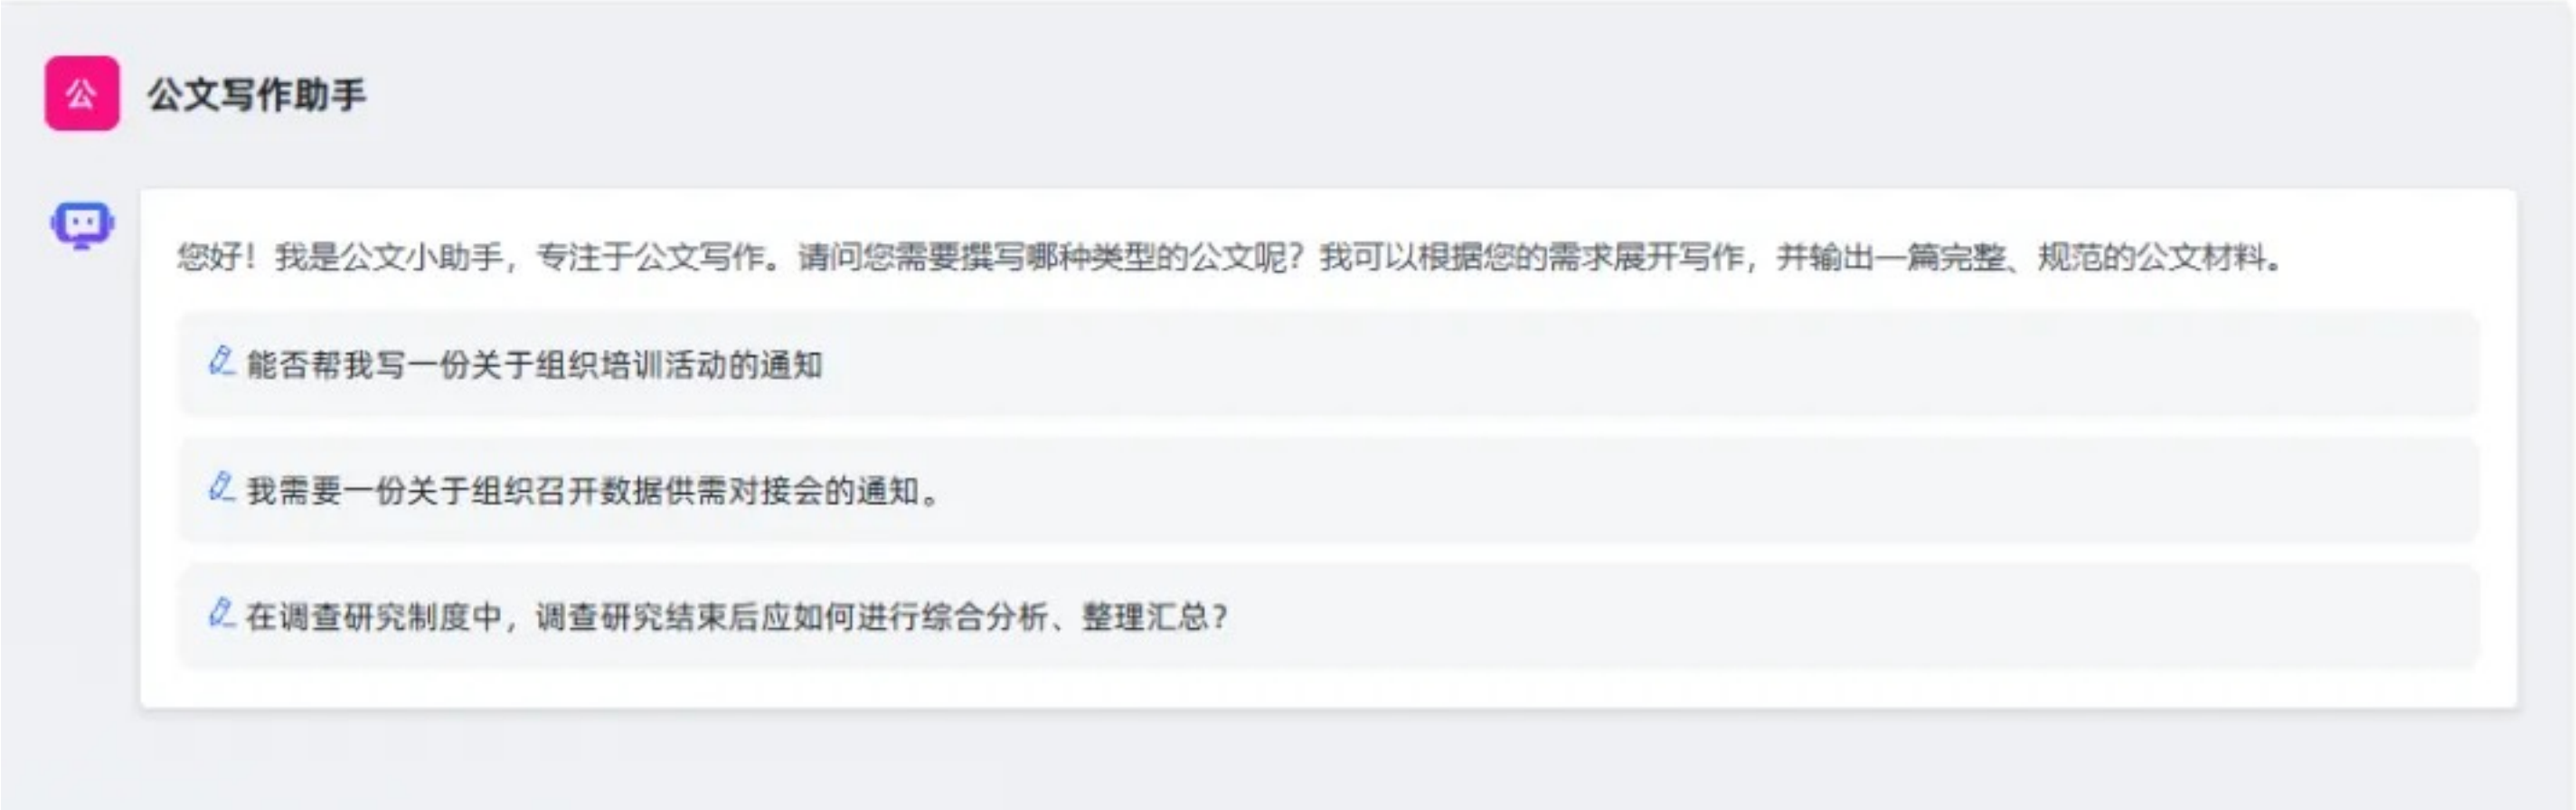 公
公文写作助手
您好！我是公文小助手，专注于公文写作。请问您需要撰写哪种类型的公文呢？我可以根据您的需求展开写作，并输出一篇完整、规范的公文材料。
能否帮我写一份关于组织培训活动的通知
我需要一份关于组织召开数据供需对接会的通知。
在调查研究制度中，调查研究结束后应如何进行综合分析、整理汇总？